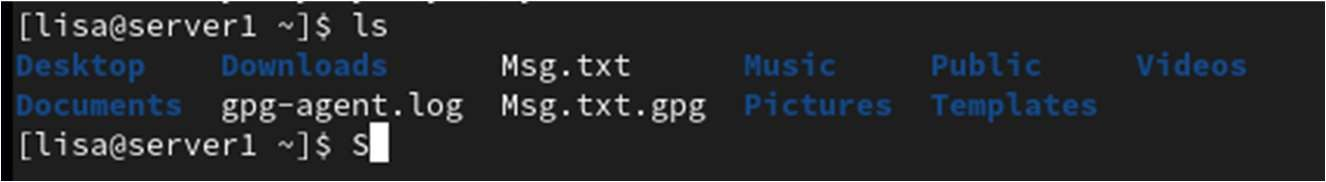 [lisa@server1 ~]$ ls
Desktop    Downloads      Msg.txt      Music     Public     Videos
Documents  gpg-agent.log  Msg.txt.gpg  Pictures  Templates
[lisa@server1 ~]$ S